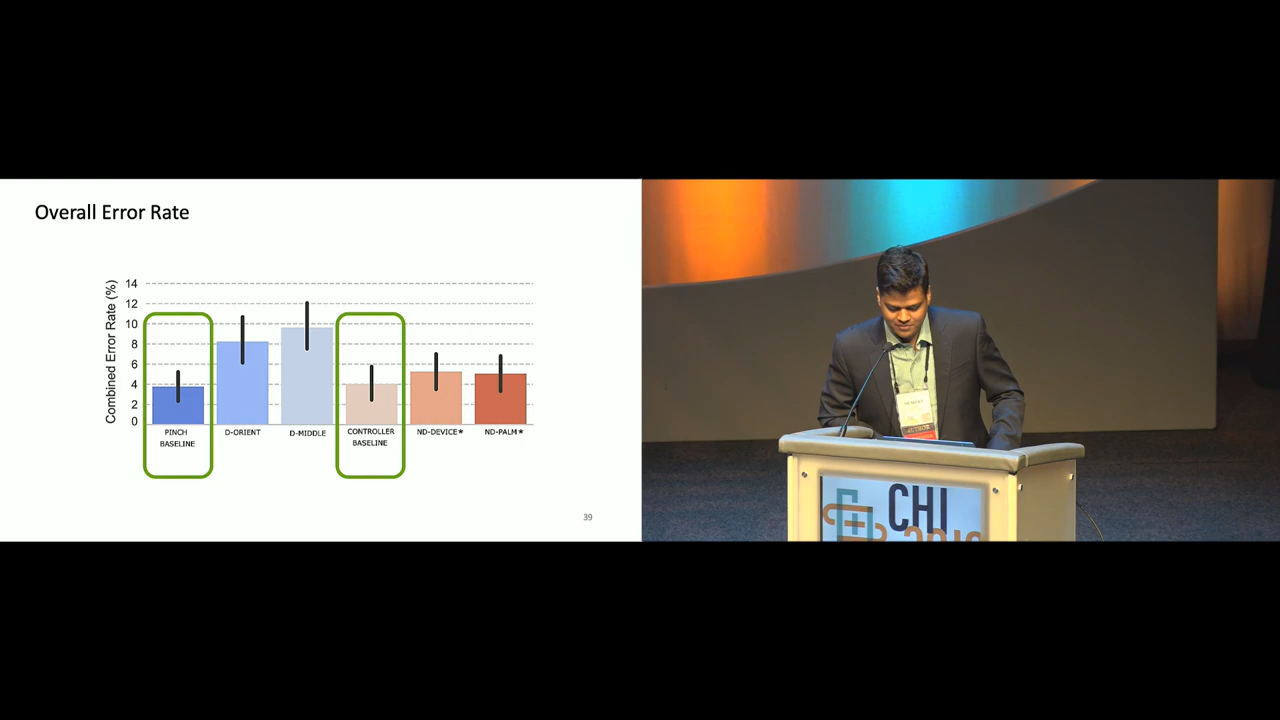 Overall Error Rate
Combined Error Rate (%)
14
12
10
8
6
4
2
0
PINCH
BASELINE
D-ORIENT
D-MIDDLE
CONTROLLER
BASELINE
ND-DEVICE*
ND-PALM*
39
AUTHOR
CHI